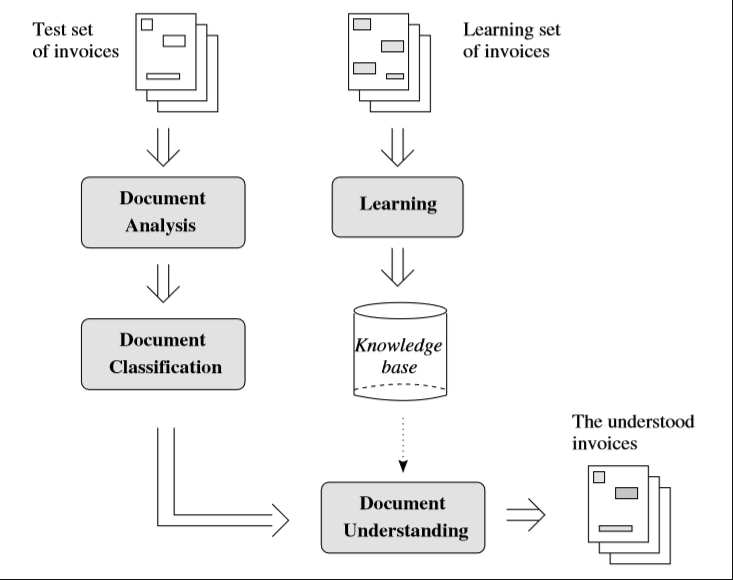 Test set
of invoices
Learning set
of invoices
Document
Analysis
Learning
Document
Classification
Knowledge
base
The understood
invoices
Document
Understanding